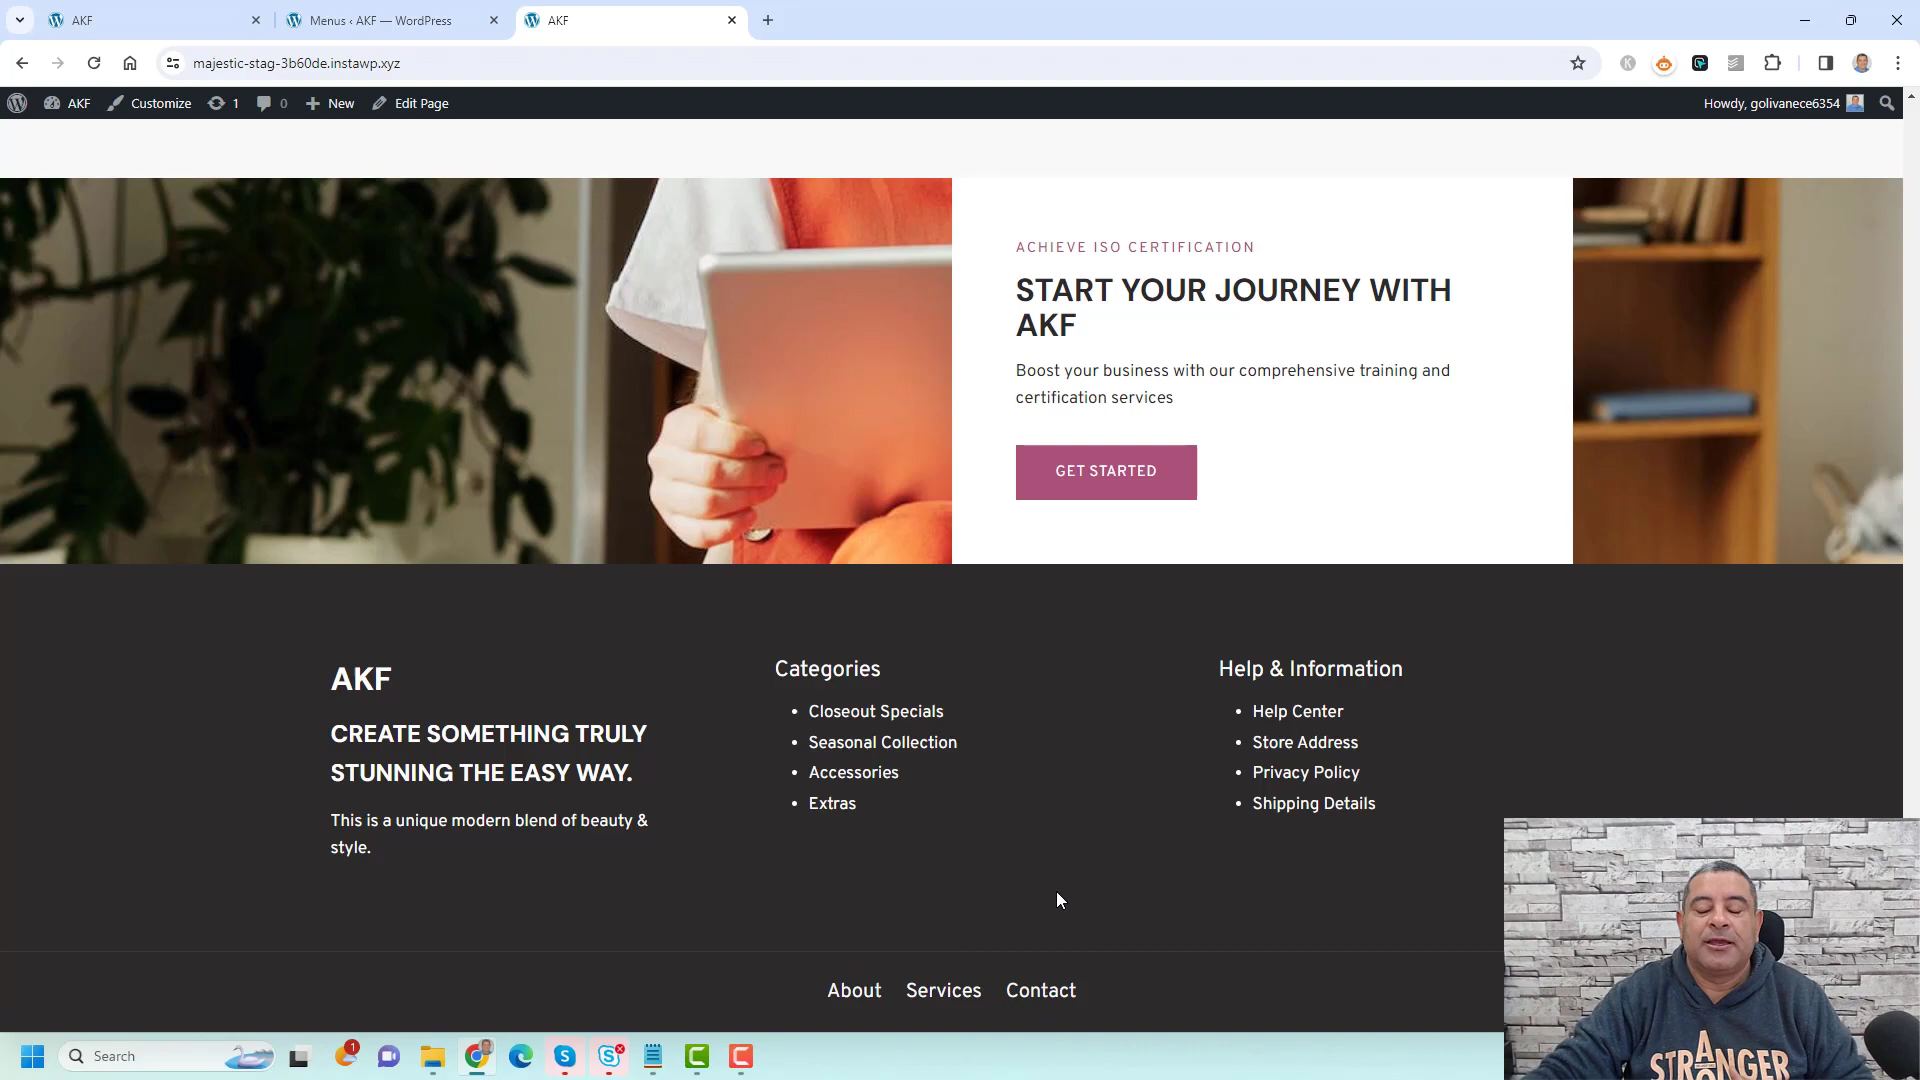 AKF
Menus ‹ AKF — WordPress
AKF
majestic-stag-3b60de.instawp.xyz
K
AKF
Customize
1
0
New
Edit Page
Howdy, golivanece6354
ACHIEVE ISO CERTIFICATION
START YOUR JOURNEY WITH
AKF
Boost your business with our comprehensive training and
certification services
GET STARTED
AKF
CREATE SOMETHING TRULY
STUNNING THE EASY WAY.
This is a unique modern blend of beauty &
style.
Categories
• Closeout Specials
• Seasonal Collection
• Accessories
• Extras
Help & Information
• Help Center
• Store Address
• Privacy Policy
• Shipping Details
About Services Contact
A
STRANGER
Search
1